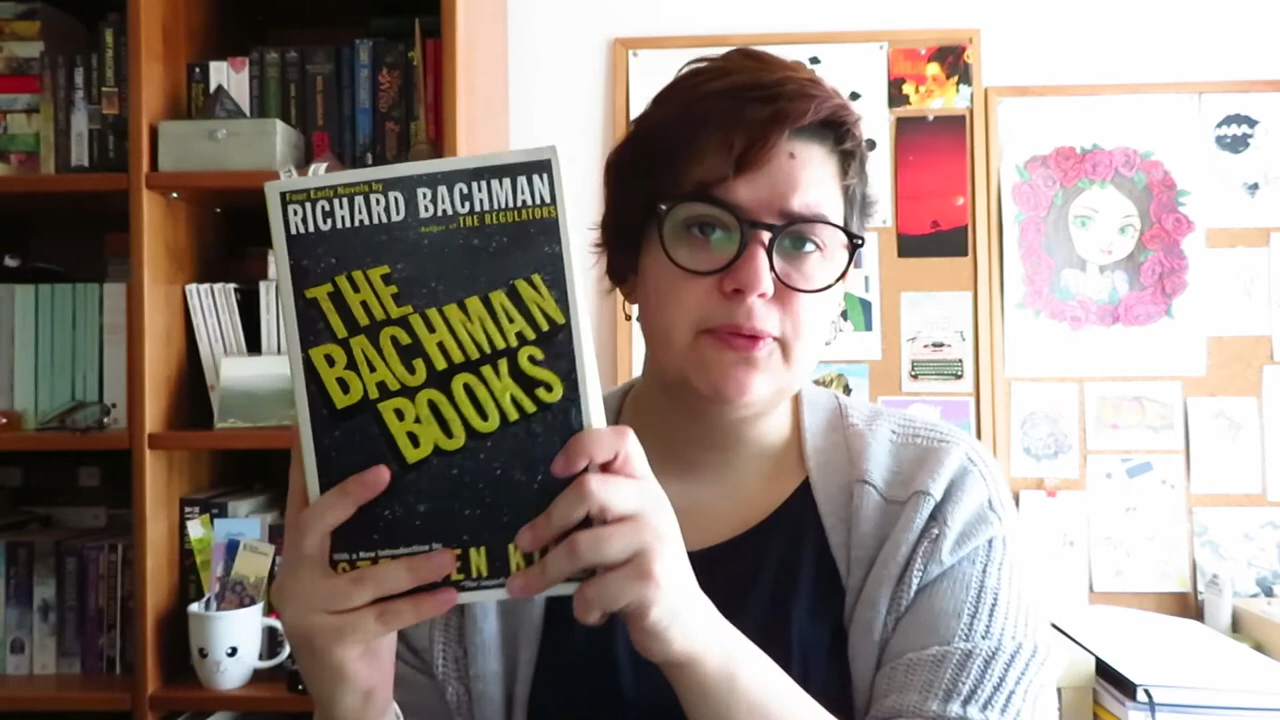 Four Early Novels by
RICHARD BACHMAN
Author of THE REGULATORS
THE
BACHMAN
BOOKS
With a New Introduction by